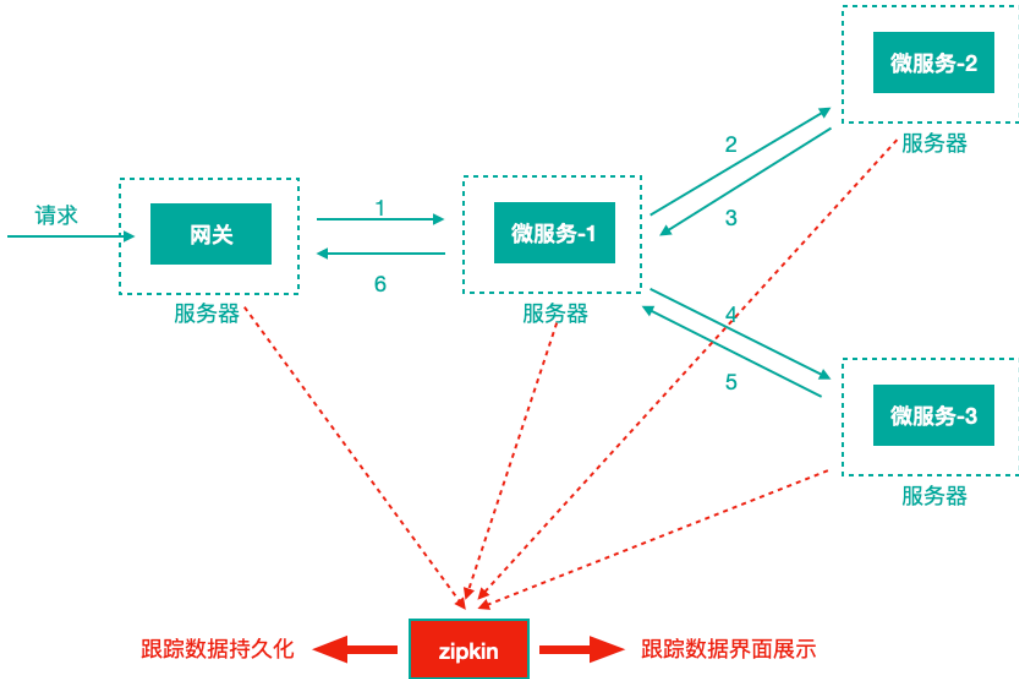 微服务-2
服务器
2
请求
网关
1
微服务-1
3
6
服务器
服务器
4
5
微服务-3
服务器
跟踪数据持久化
zipkin
跟踪数据界面展示